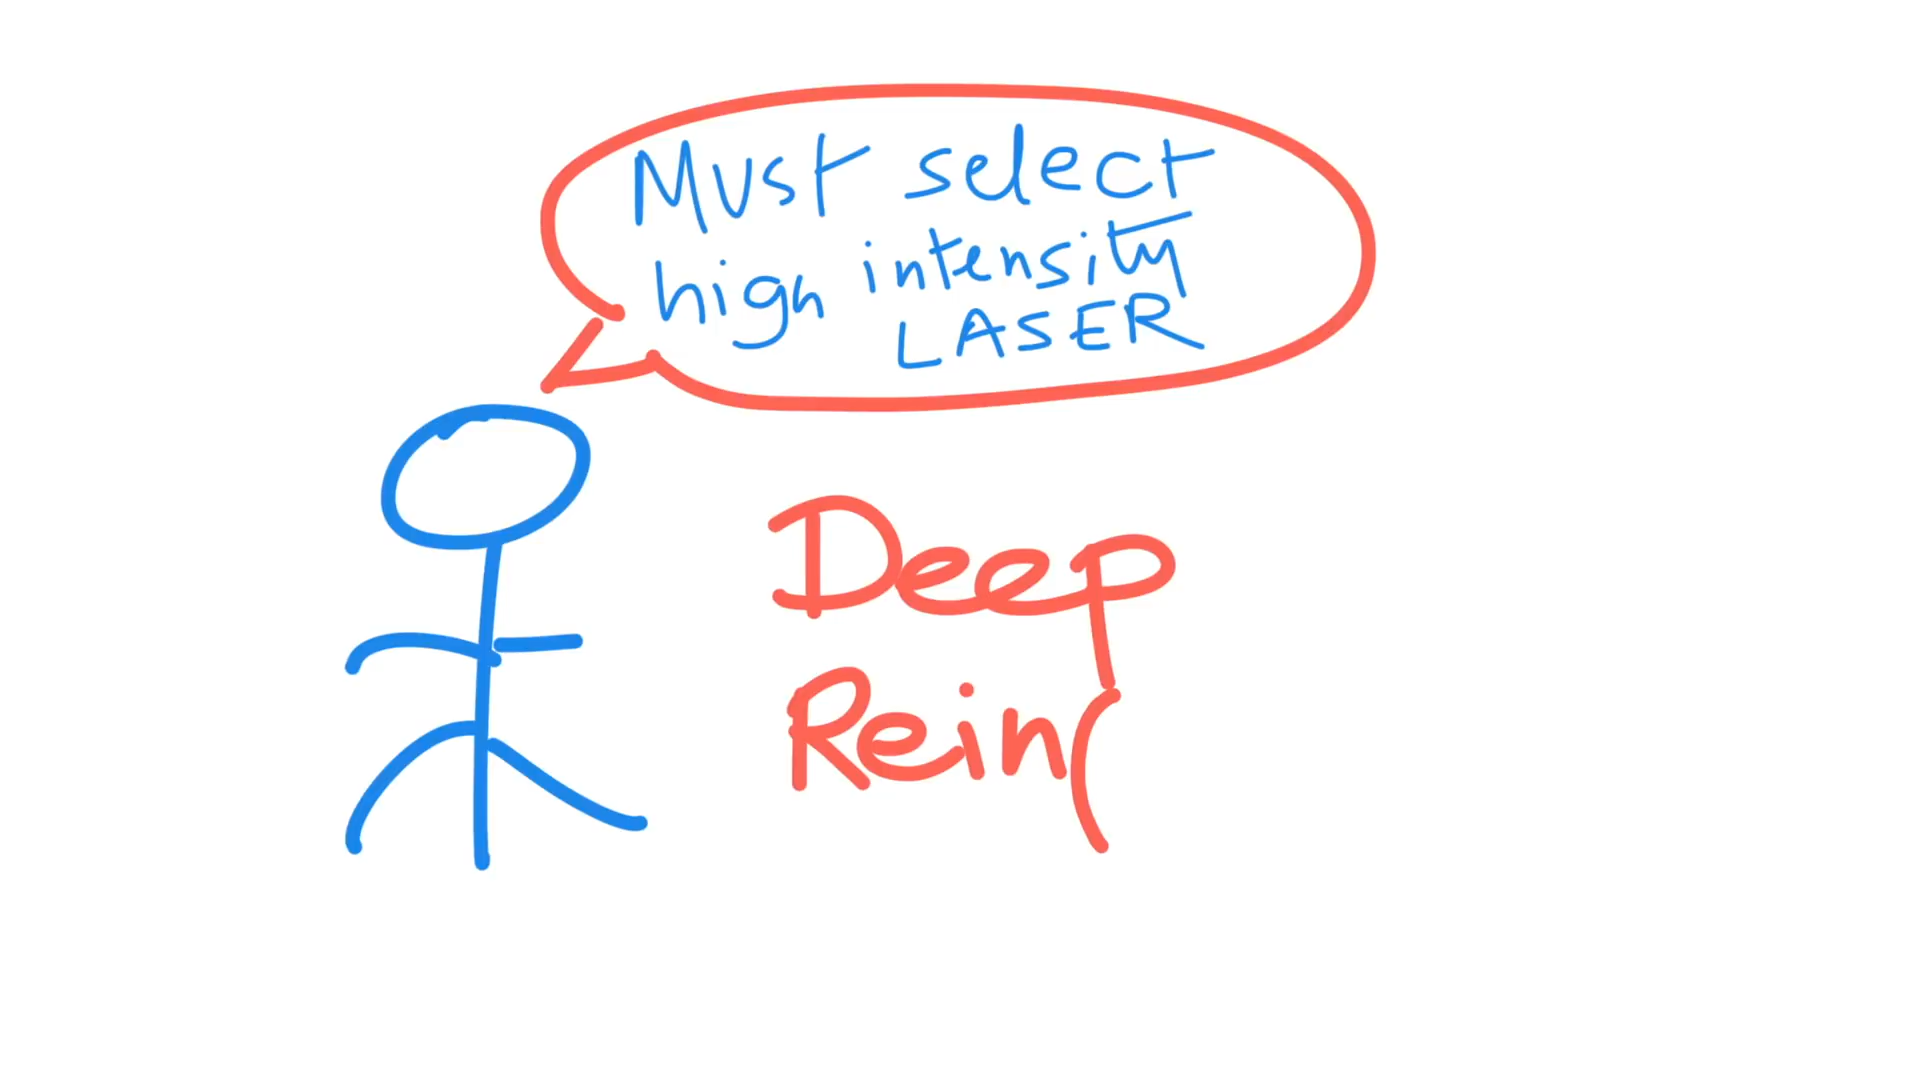 Must select
high intensity
LASER
Deep
Rein(